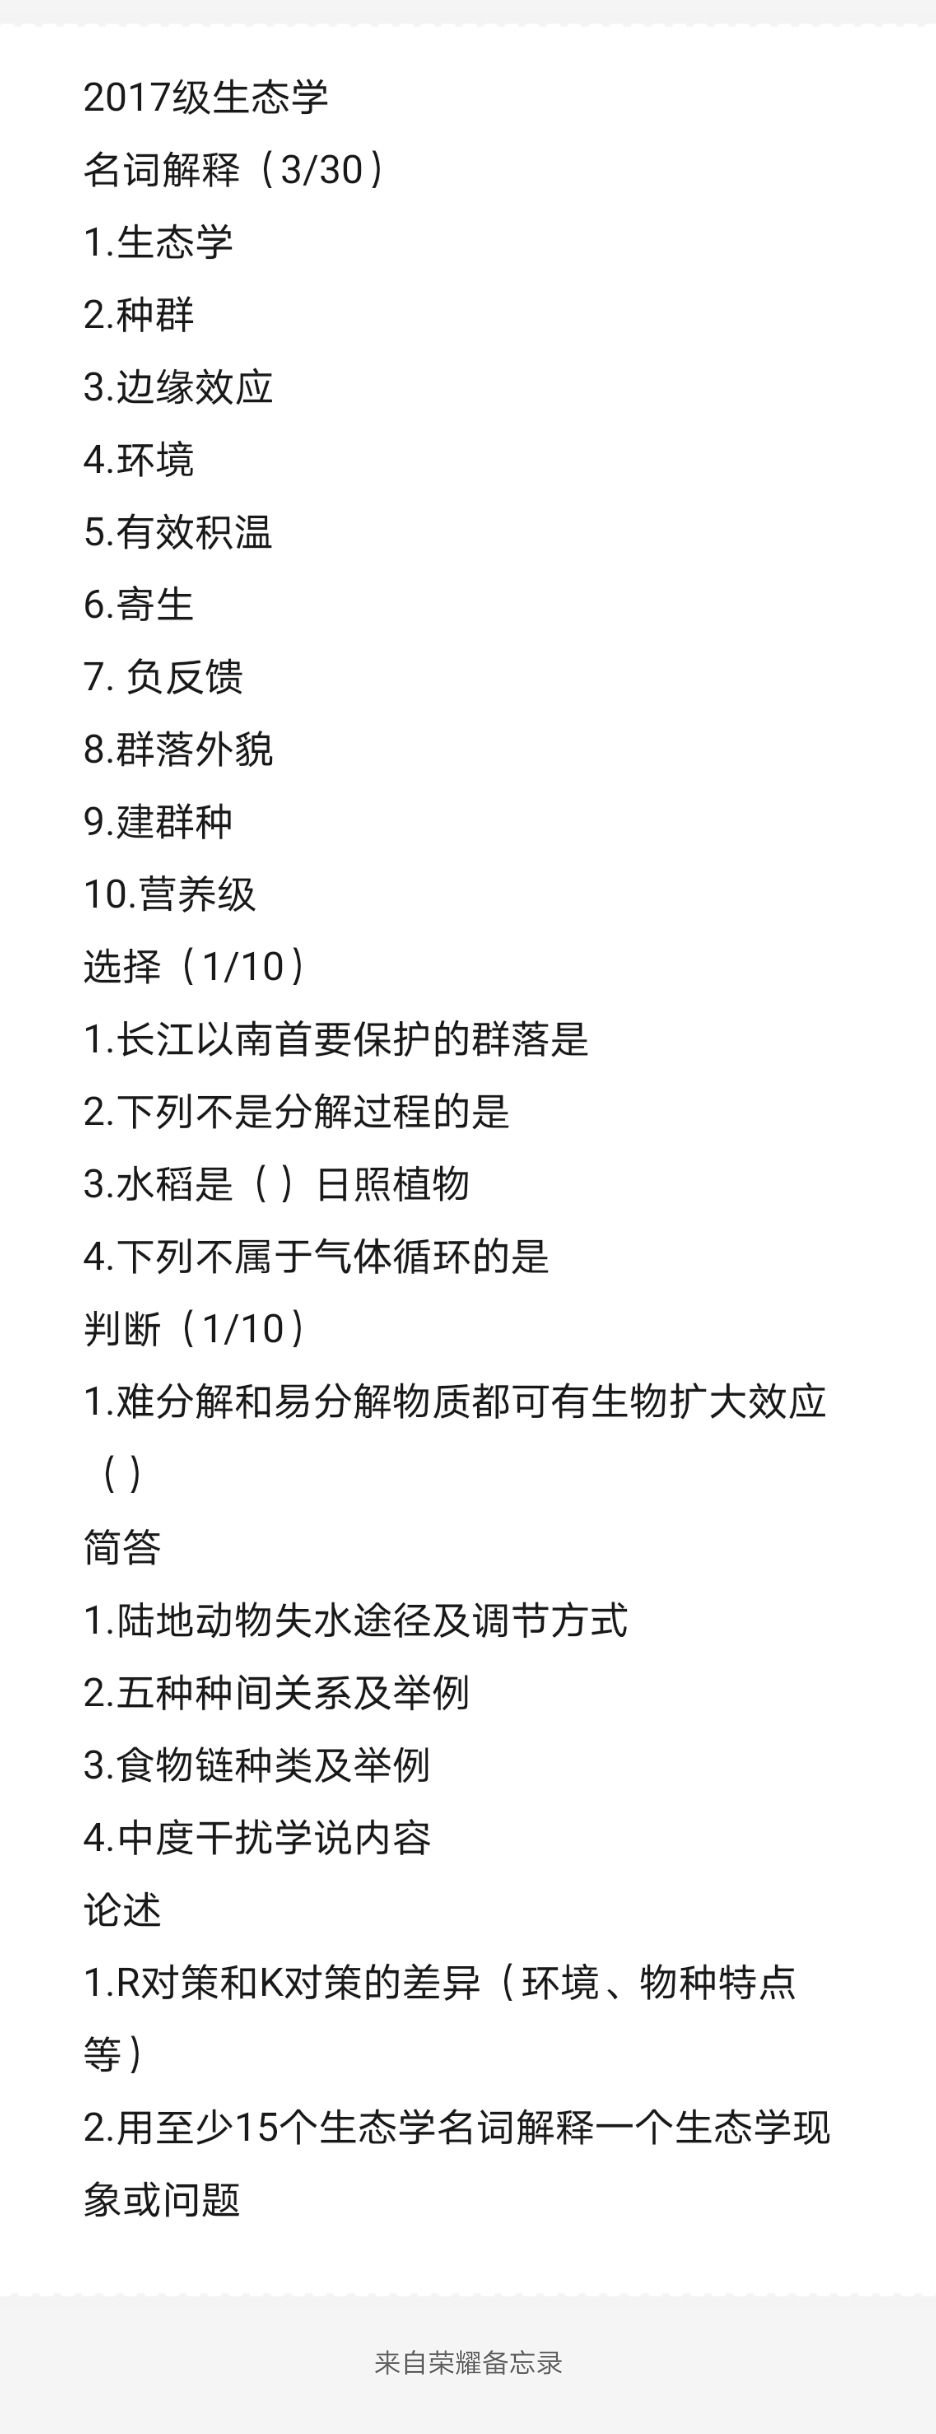 2017级生态学
名词解释（3/30）
1.生态学
2.种群
3.边缘效应
4.环境
5.有效积温
6.寄生
7. 负反馈
8.群落外貌
9.建群种
10.营养级
选择（1/10）
1.长江以南首要保护的群落是
2.下列不是分解过程的是
3.水稻是（）日照植物
4.下列不属于气体循环的是
判断（1/10）
1.难分解和易分解物质都可有生物扩大效应
（）
简答
1.陆地动物失水途径及调节方式
2.五种种间关系及举例
3.食物链种类及举例
4.中度干扰学说内容
论述
1.R对策和K对策的差异（环境、物种特点
等）
2.用至少15个生态学名词解释一个生态学现
象或问题
来自荣耀备忘录